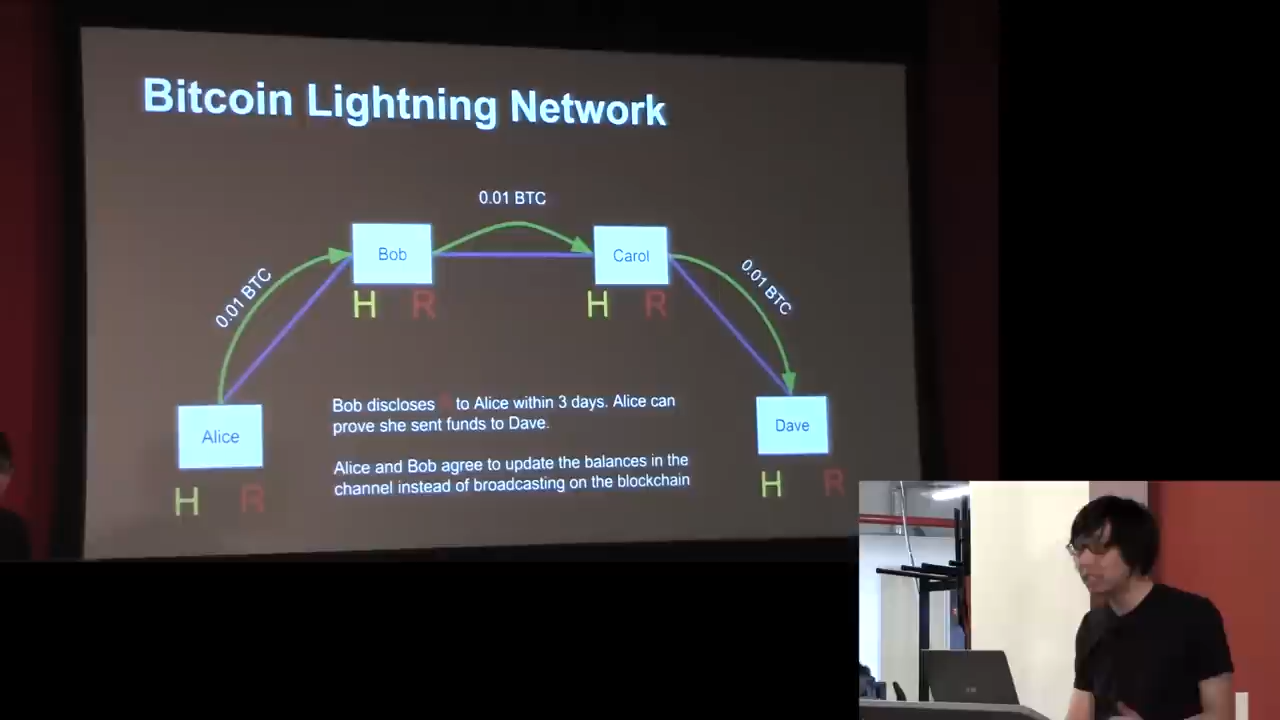 Bitcoin Lightning Network
0.01 BTC
Bob
Carol
0.01 BTC
0.01 BTC
H R
H R
Bob discloses R to Alice within 3 days. Alice can
prove she sent funds to Dave.
Alice
Dave
Alice and Bob agree to update the balances in the
channel instead of broadcasting on the blockchain
H R
H R